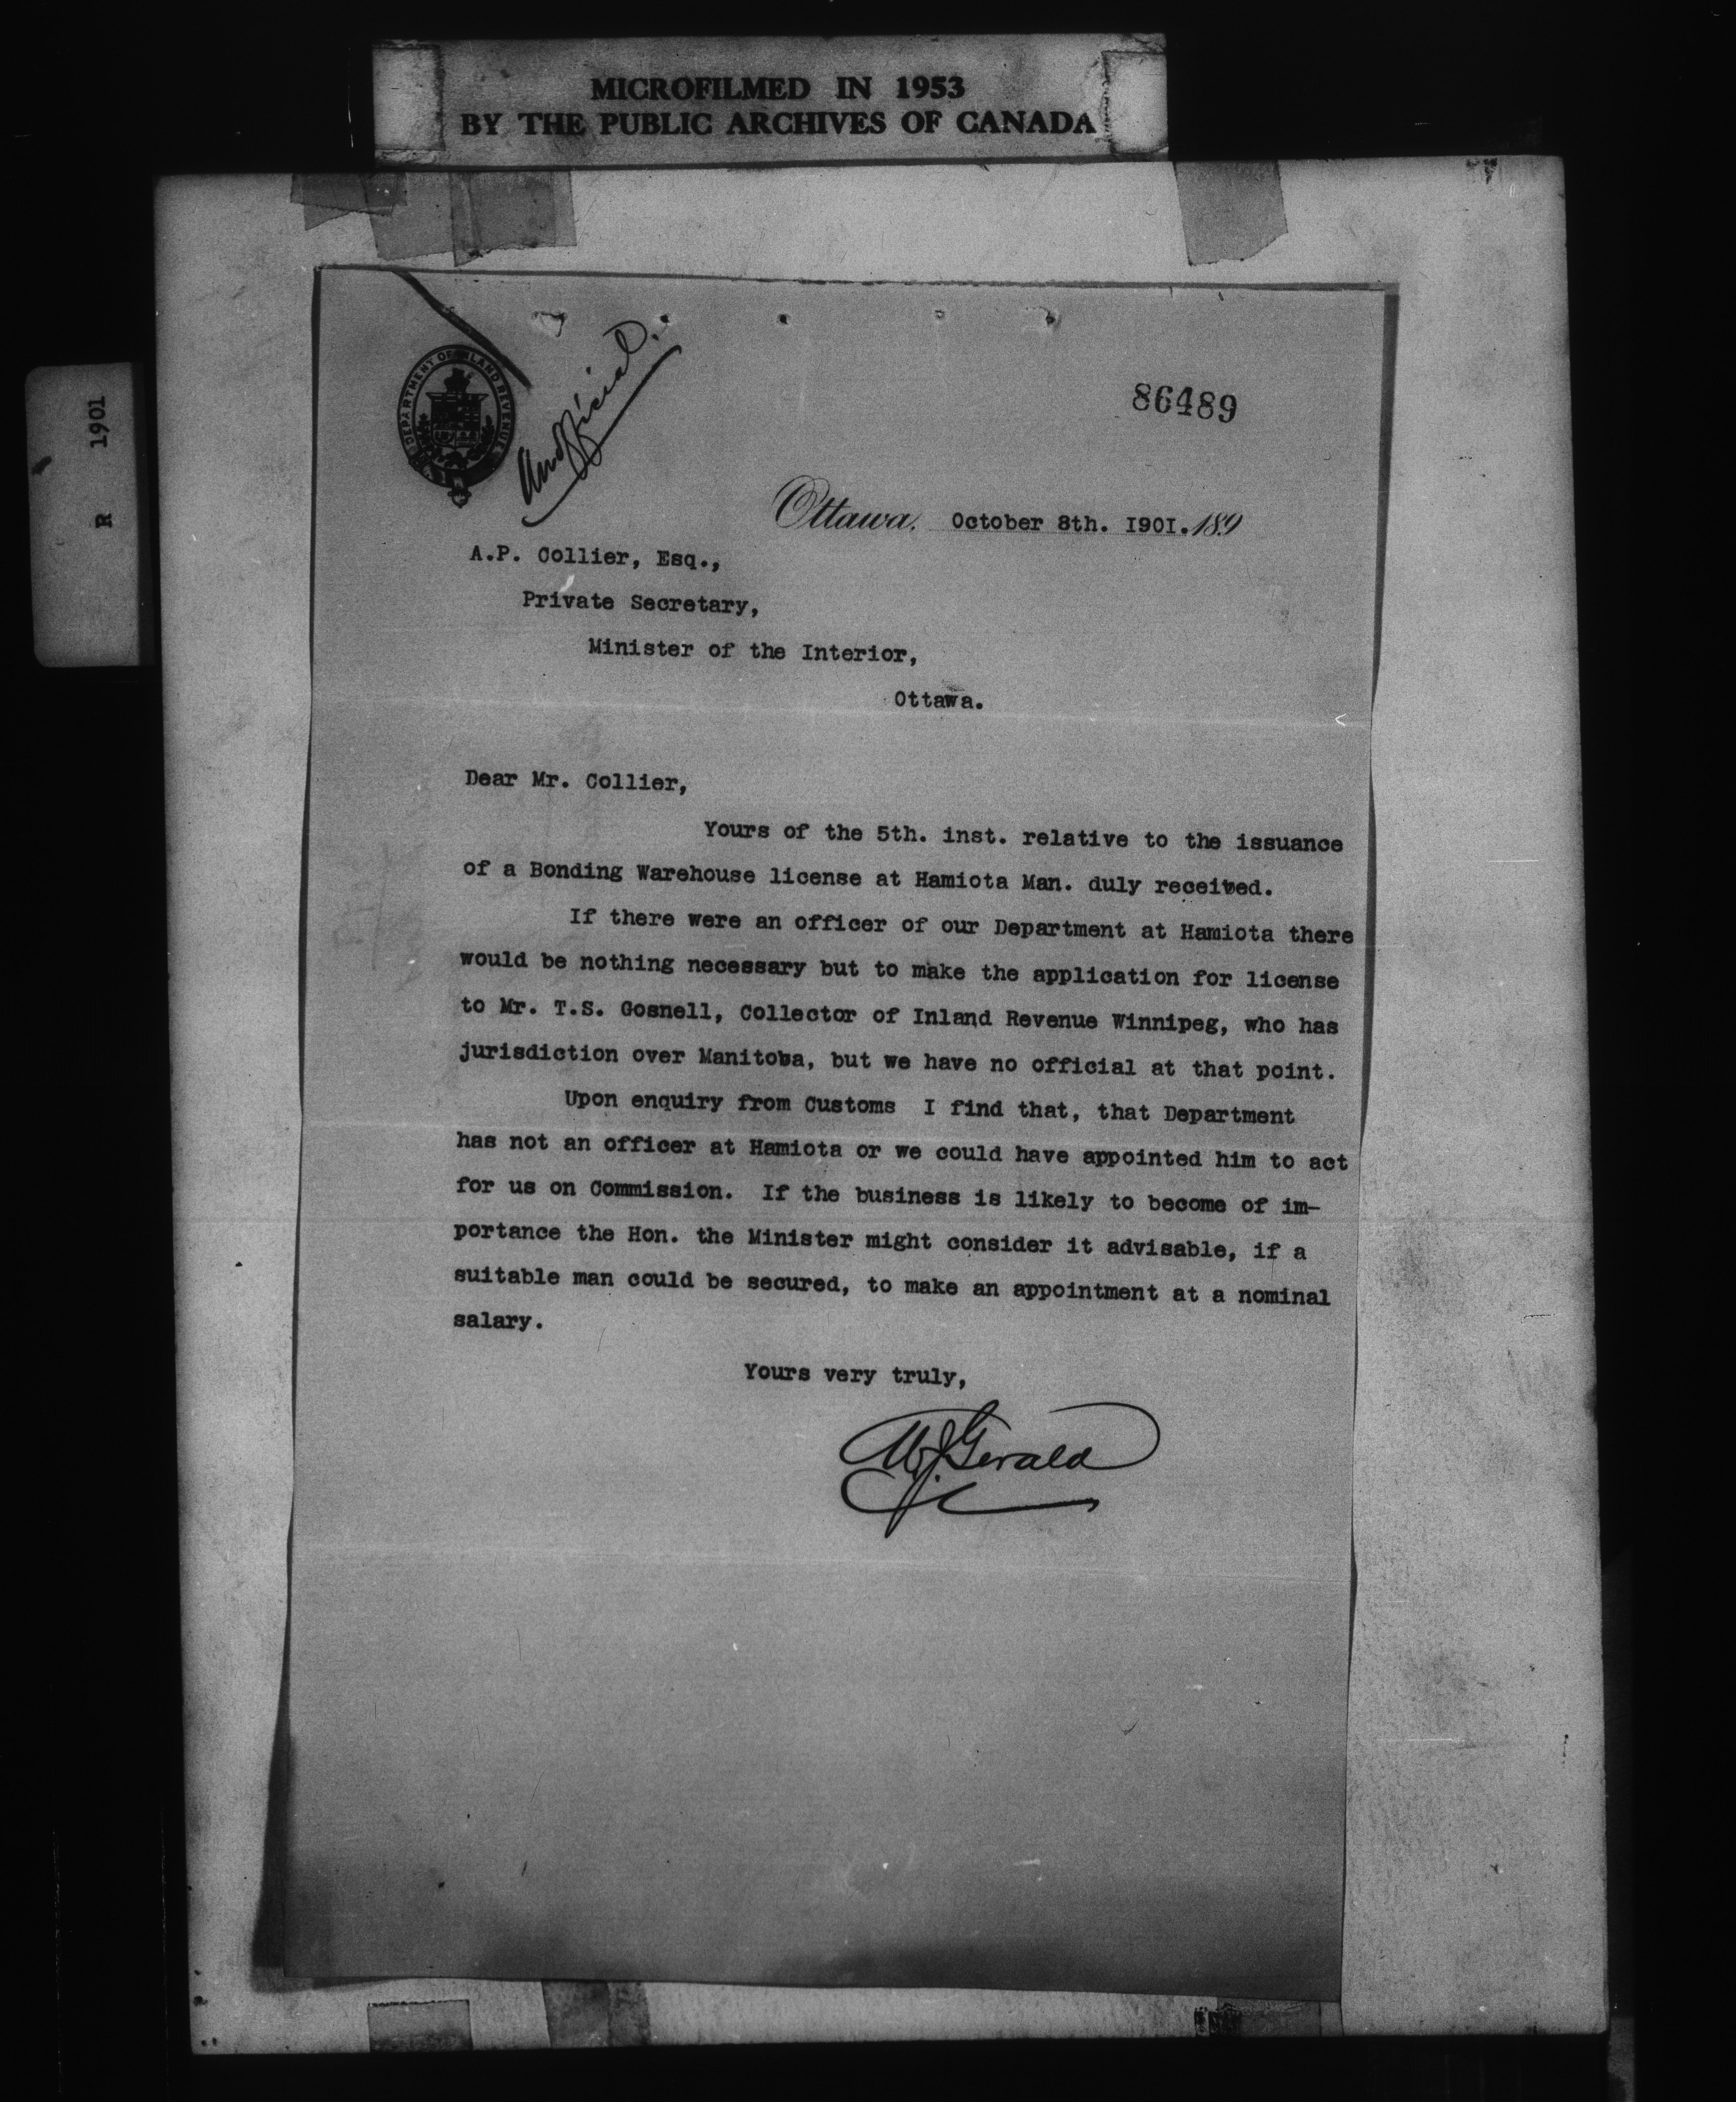 MICROFILMED IN 1953
BY THE PUBLIC ARCHIVES OF CANADA
R 1901
DEPARTMENT OF INLAND REVENUE
Unofficial.
86489
Ottawa, October 8th. 1901. 189
A.P. Collier, Esq.,
Private Secretary,
Minister of the Interior,
Ottawa.
Dear Mr. Collier,
Yours of the 5th. inst. relative to the issuance
of a Bonding Warehouse license at Hamiota Man. duly received.
If there were an officer of our Department at Hamiota there
would be nothing necessary but to make the application for license
to Mr. T.S. Gosnell, Collector of Inland Revenue Winnipeg, who has
jurisdiction over Manitoba, but we have no official at that point.
Upon enquiry from Customs I find that, that Department
has not an officer at Hamiota or we could have appointed him to act
for us on Commission. If the business is likely to become of im-
portance the Hon. the Minister might consider it advisable, if a
suitable man could be secured, to make an appointment at a nominal
salary.
Yours very truly,
WJGerald